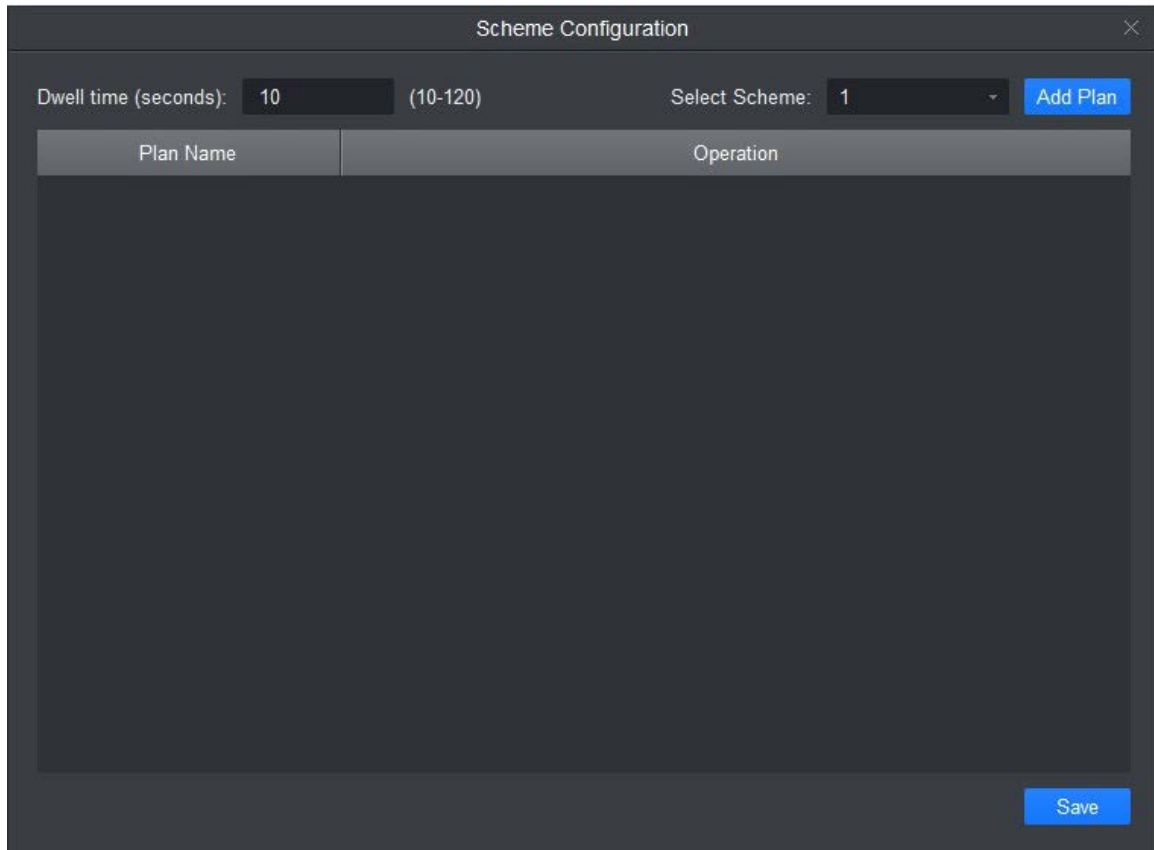 Scheme Configuration
Dwell time (seconds): 10 (10-120) Select Scheme: 1 Add Plan
Plan Name Operation
Save